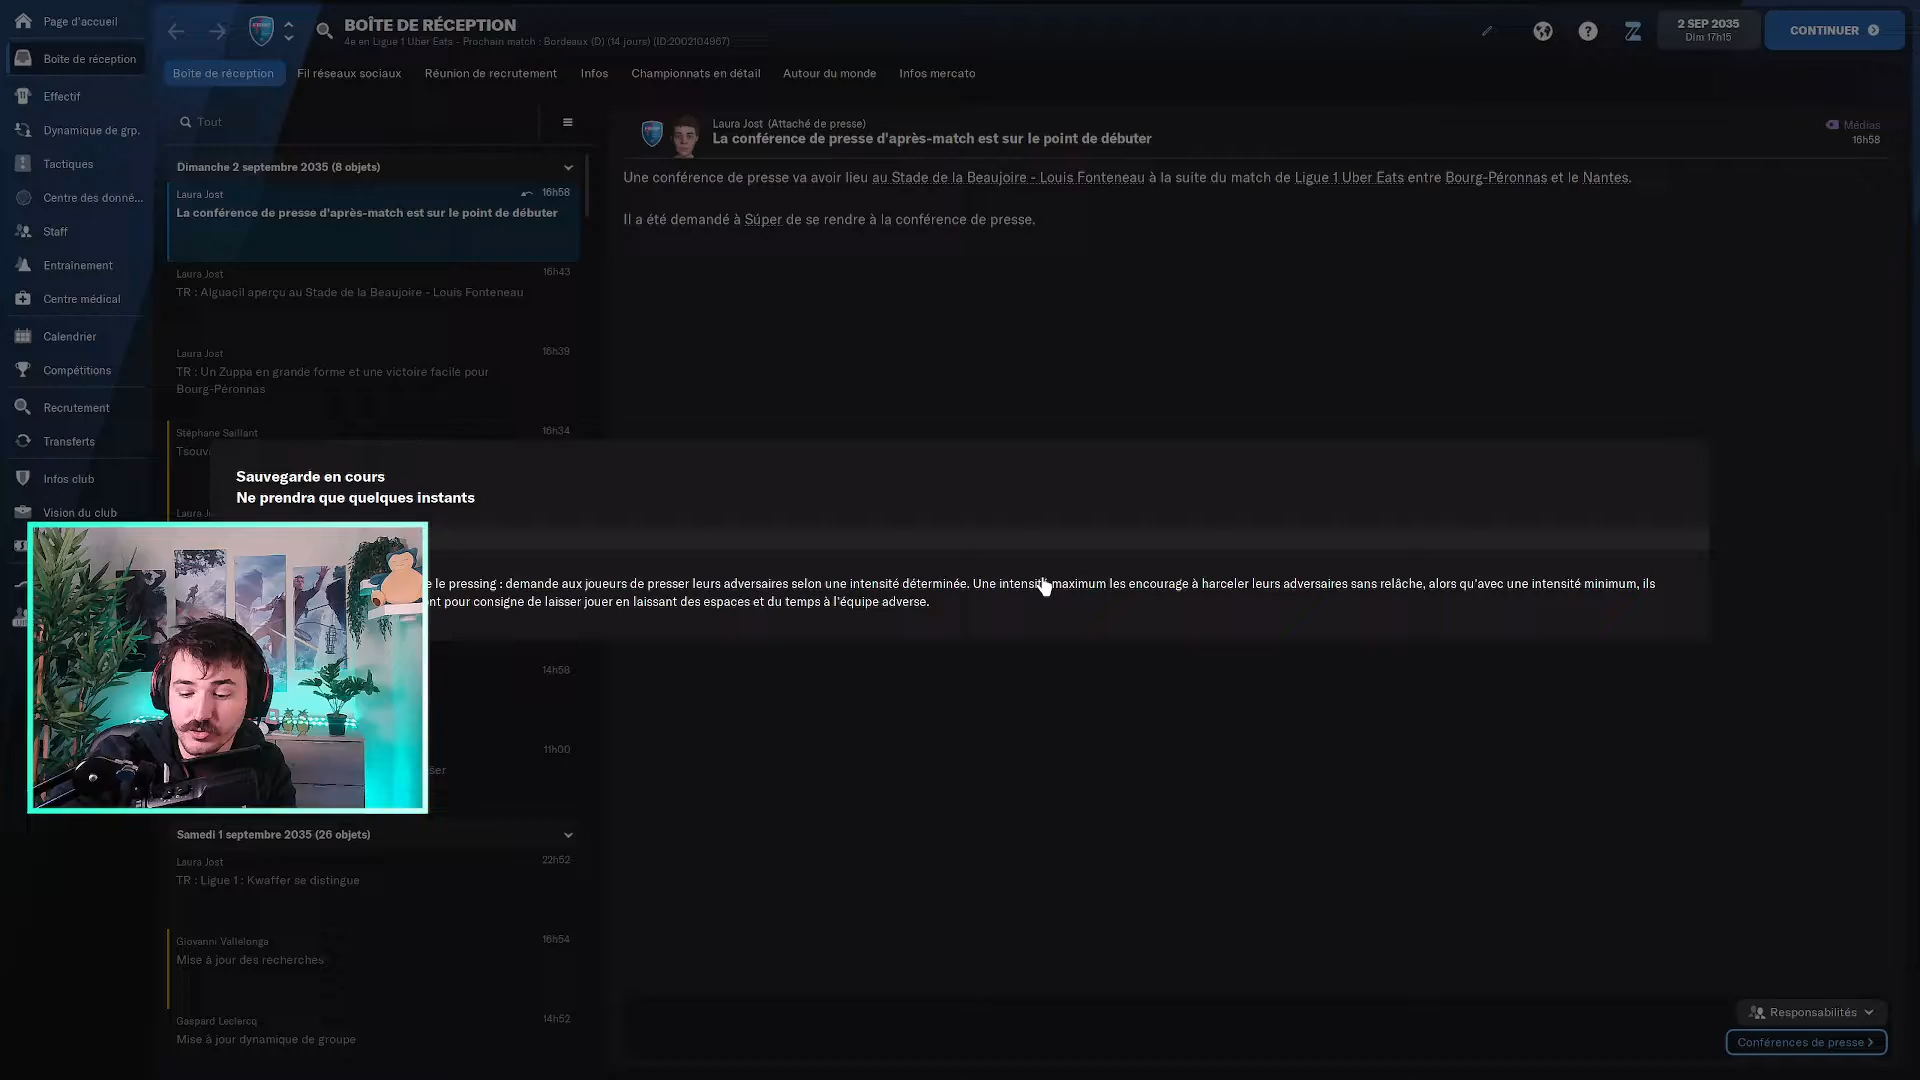 Page d'accueil
Boîte de réception
Effectif
Dynamique de grp.
Tactiques
Centre des donné...
Staff
Entraînement
Centre médical
Calendrier
Compétitions
Recrutement
Transferts
Infos club
Vision du club
BOÎTE DE RÉCEPTION
4e en Ligue 1 Uber Eats - Prochain match : Bordeaux (D) (14 jours) (ID:2002104967)
2 SEP 2035
Dim 17h15
CONTINUER
Boîte de réception
Fil réseaux sociaux
Réunion de recrutement
Infos
Championnats en détail
Autour du monde
Infos mercato
Tout
Dimanche 2 septembre 2035 (8 objets)
Laura Jost 16h58
La conférence de presse d'après-match est sur le point de débuter
Laura Jost 16h43
TR : Alguacil aperçu au Stade de la Beaujoire - Louis Fonteneau
Laura Jost 16h39
TR : Un Zuppa en grande forme et une victoire facile pour
Bourg-Péronnas
Stéphane Saillant 16h34
Tsouv
Laura J
14h58
11h00
ser
Samedi 1 septembre 2035 (26 objets)
Laura Jost 22h52
TR : Ligue 1 : Kwaffer se distingue
Giovanni Vallelonga 16h54
Mise à jour des recherches
Gaspard Leclercq 14h52
Mise à jour dynamique de groupe
Laura Jost (Attaché de presse)
La conférence de presse d'après-match est sur le point de débuter
Médias
16h58
Une conférence de presse va avoir lieu au Stade de la Beaujoire - Louis Fonteneau à la suite du match de Ligue 1 Uber Eats entre Bourg-Péronnas et le Nantes.
Il a été demandé à Súper de se rendre à la conférence de presse.
Sauvegarde en cours
Ne prendra que quelques instants
e le pressing : demande aux joueurs de presser leurs adversaires selon une intensité déterminée. Une intensité maximum les encourage à harceler leurs adversaires sans relâche, alors qu'avec une intensité minimum, ils
nt pour consigne de laisser jouer en laissant des espaces et du temps à l'équipe adverse.
Responsabilités
Conférences de presse